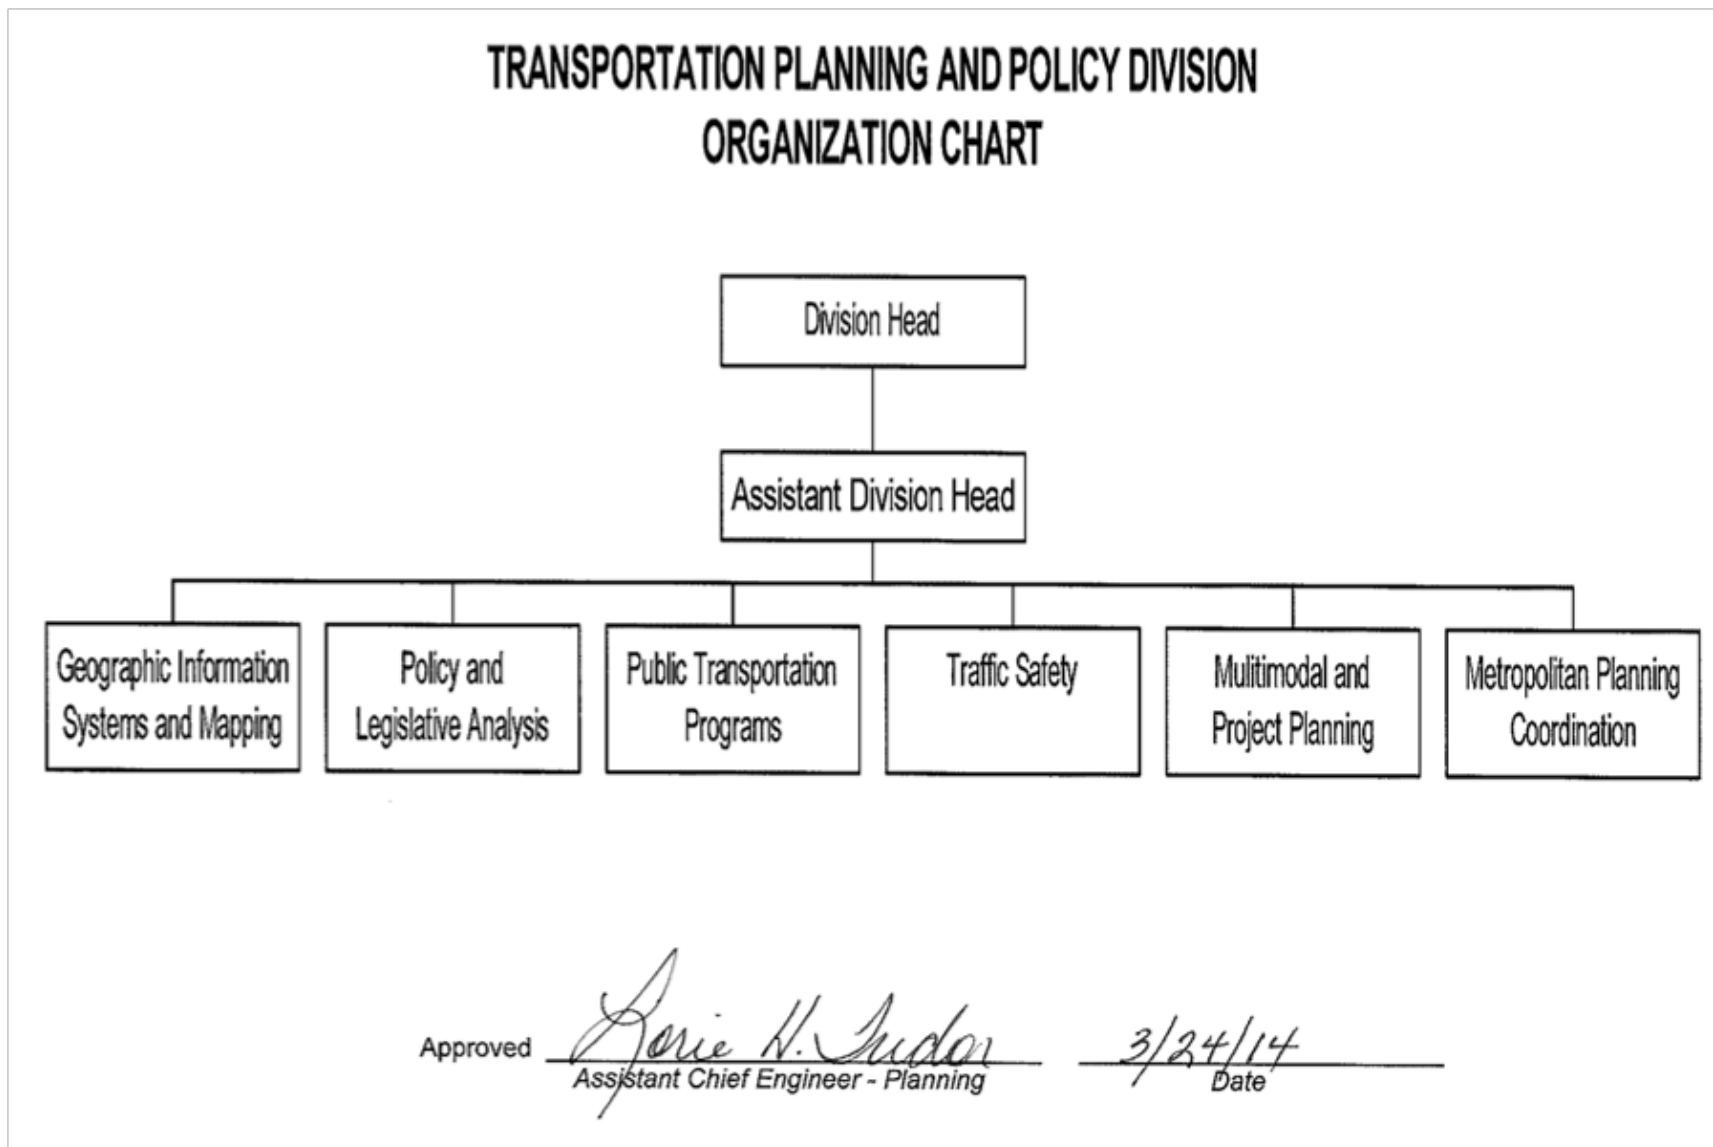 TRANSPORTATION PLANNING AND POLICY DIVISION
ORGANIZATION CHART
Division Head
Assistant Division Head
Geographic Information
Systems and Mapping
Policy and
Legislative Analysis
Public Transportation
Programs
Traffic Safety
Mulitimodal and
Project Planning
Metropolitan Planning
Coordination
Approved Lorie H. Tudor 3/24/14
Assistant Chief Engineer - Planning Date